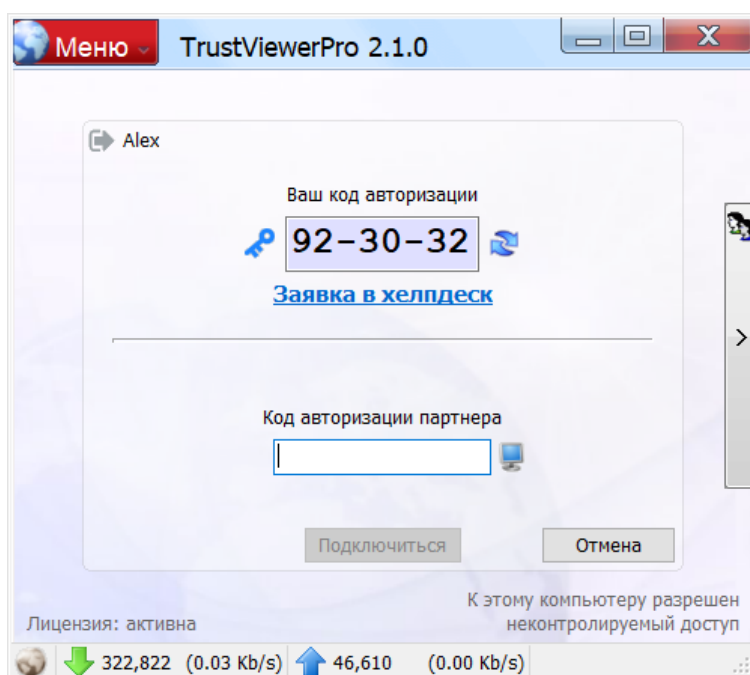 Меню
TrustViewerPro 2.1.0
Alex
Ваш код авторизации
92-30-32
Заявка в хелпдеск
Код авторизации партнера
Подключиться
Отмена
К этому компьютеру разрешен
Лицензия: активна
неконтролируемый доступ
322,822 (0.03 Kb/s)
46,610 (0.00 Kb/s)